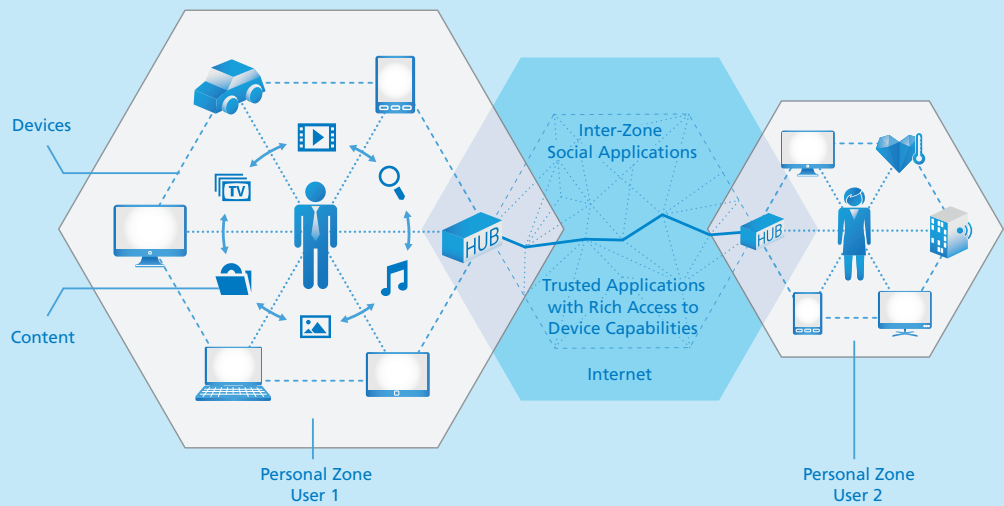 Devices
TV
HUB
Inter-Zone
Social Applications
HUB
Trusted Applications
with Rich Access to
Device Capabilities
Content
Internet
Personal Zone
User 1
Personal Zone
User 2